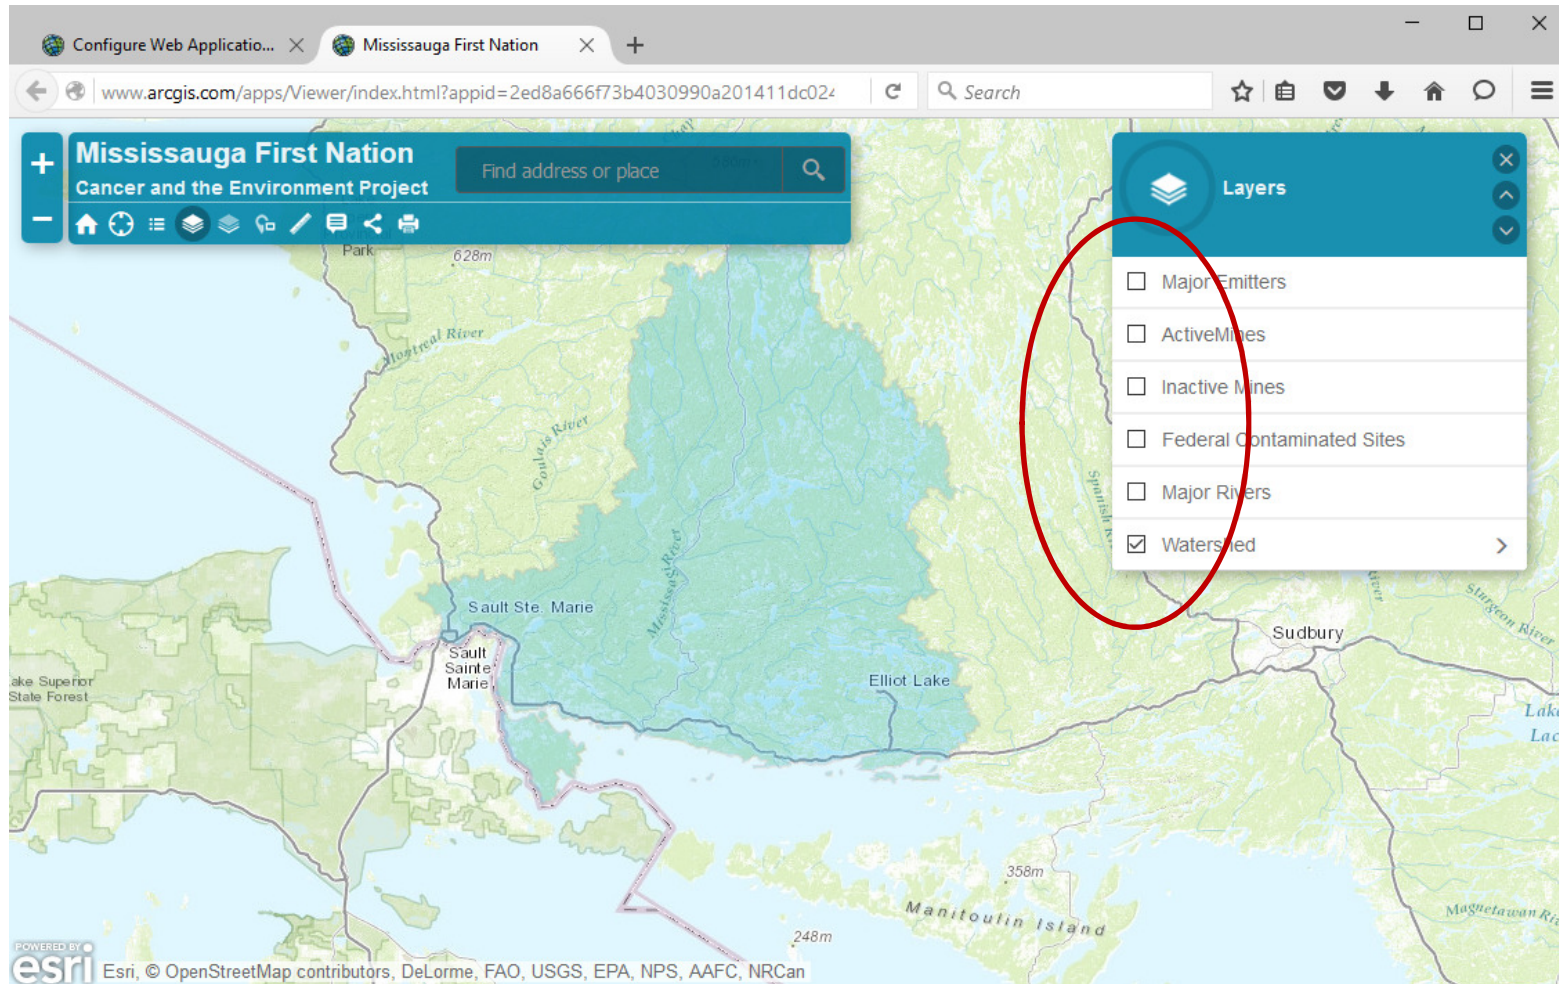 Configure Web Applicatio...
Mississauga First Nation
www.arcgis.com/apps/Viewer/index.html?appid=2ed8a666f73b4030990a201411dc024
Search
Mississauga First Nation
Cancer and the Environment Project
Find address or place
Layers
Major Emitters
ActiveMines
Inactive Mines
Federal Contaminated Sites
Major Rivers
Watershed
Park
628m
Montreal River
Goulais River
Mississagi River
Spanish
River
Sturgeon River
Sault Ste. Marie
Sault
Sainte
Marie
Elliot Lake
Sudbury
ake Superior
State Forest
Lake
Lac
358m
Manitoulin Island
Magnetawan
248m
POWERED BY
esri
Esri, © OpenStreetMap contributors, DeLorme, FAO, USGS, EPA, NPS, AAFC, NRCan